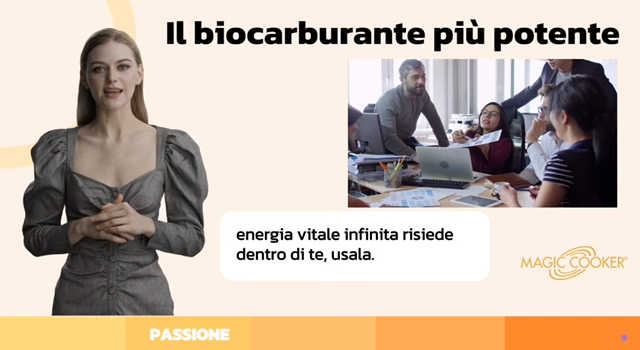 Il biocarburante più potente
energia vitale infinita risiede
dentro di te, usala.
MAGIC COOKER®
PASSIONE